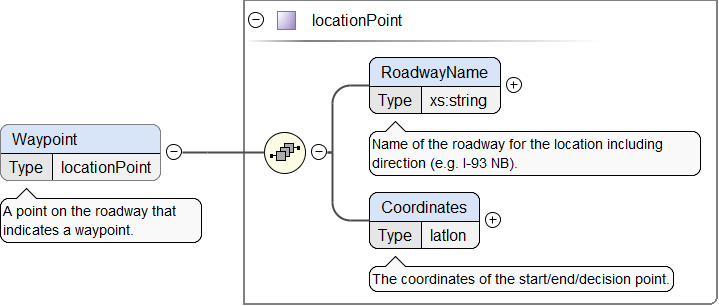 locationPoint
RoadwayName
Type xs:string
Name of the roadway for the location including
direction (e.g. I-93 NB).
Waypoint
Type locationPoint
A point on the roadway that
indicates a waypoint.
Coordinates
Type latlon
The coordinates of the start/end/decision point.